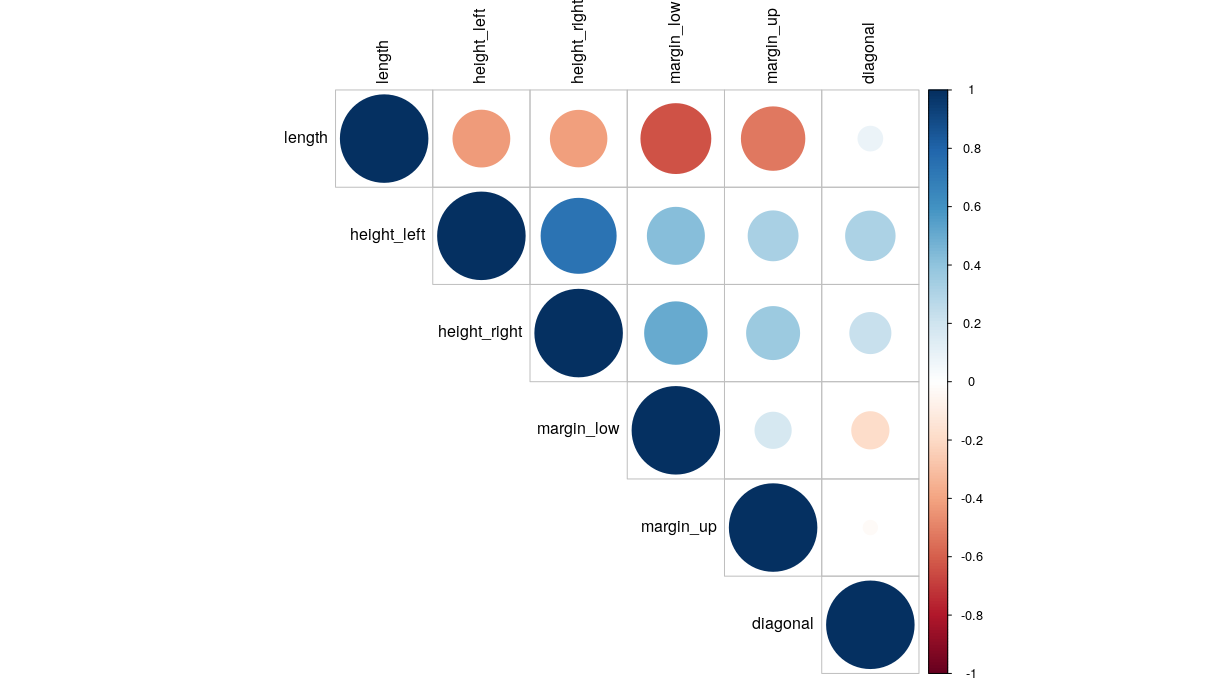 length
height_left
height_right
margin_low
margin_up
diagonal
length
height_left
height_right
margin_low
margin_up
diagonal
1
0.8
0.6
0.4
0.2
0
-0.2
-0.4
-0.6
-0.8
-1